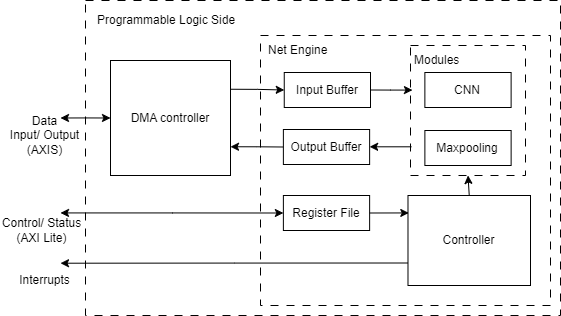 Programmable Logic Side
Net Engine
Modules
DMA controller
Input Buffer
CNN
Data
Input/ Output
(AXIS)
Output Buffer
Maxpooling
Control/ Status
(AXI Lite)
Register File
Controller
Interrupts